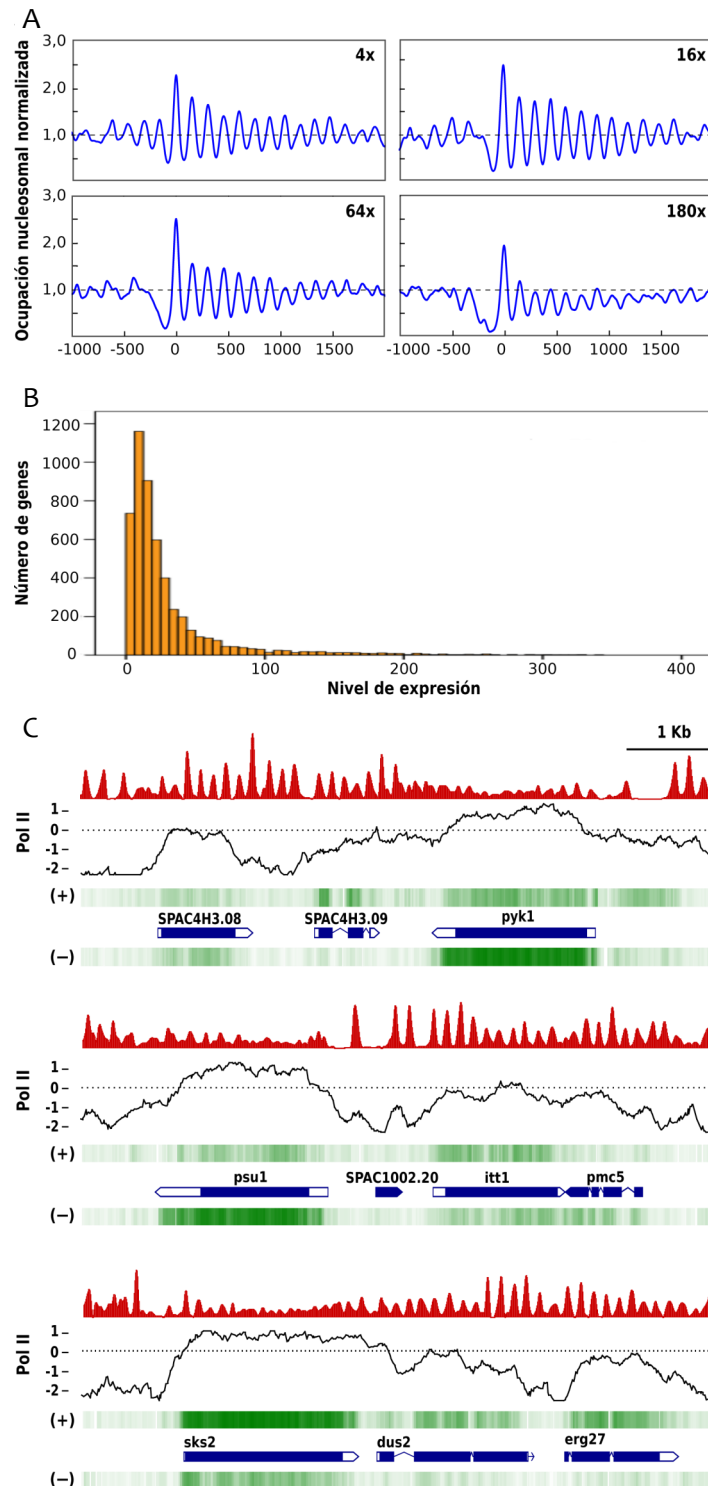 A
Ocupación nucleosomal normalizada
3,0
2,0
1,0
4x
16x
3,0
2,0
1,0
64x
180x
-1000 -500 0 500 1000 1500
-1000 -500 0 500 1000 1500
B
Número de genes
1200
1000
800
600
400
200
0
0 100 200 300 400
Nivel de expresión
C
1 Kb
Pol II
1
0
-1
-2
(+)
SPAC4H3.08 SPAC4H3.09 pyk1
(−)
Pol II
1
0
-1
-2
(+)
psu1 SPAC1002.20 itt1 pmc5
(−)
Pol II
1
0
-1
-2
(+)
sks2 dus2 erg27
(−)